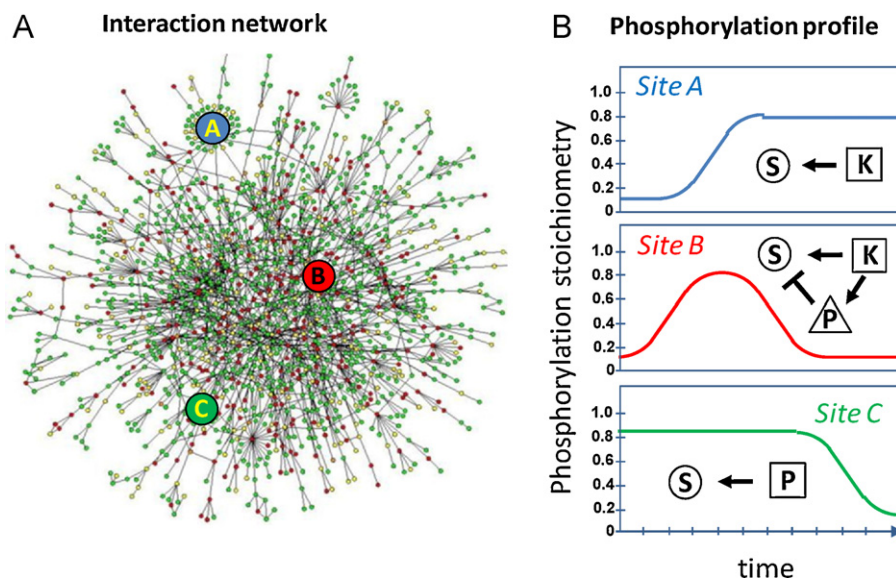 A
Interaction network
A
B
C
B
Phosphorylation profile
Phosphorylation stoichiometry
Site A
1.0
0.8
0.6
0.4
0.2
0
S
K
Site B
1.0
0.8
0.6
0.4
0.2
0
S
K
P
Site C
1.0
0.8
0.6
0.4
0.2
0
S
P
time